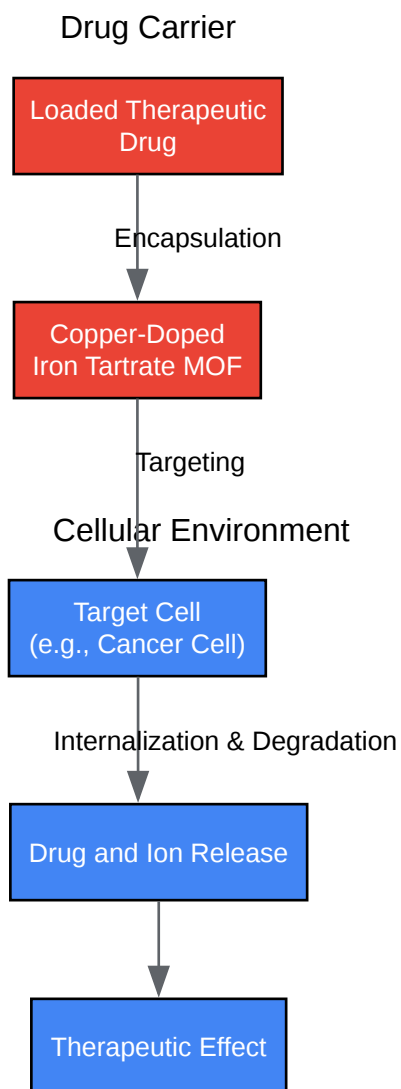 Drug Carrier
Loaded Therapeutic
Drug
Encapsulation
Copper-Doped
Iron Tartrate MOF
Targeting
Cellular Environment
Target Cell
(e.g., Cancer Cell)
Internalization & Degradation
Drug and Ion Release
Therapeutic Effect